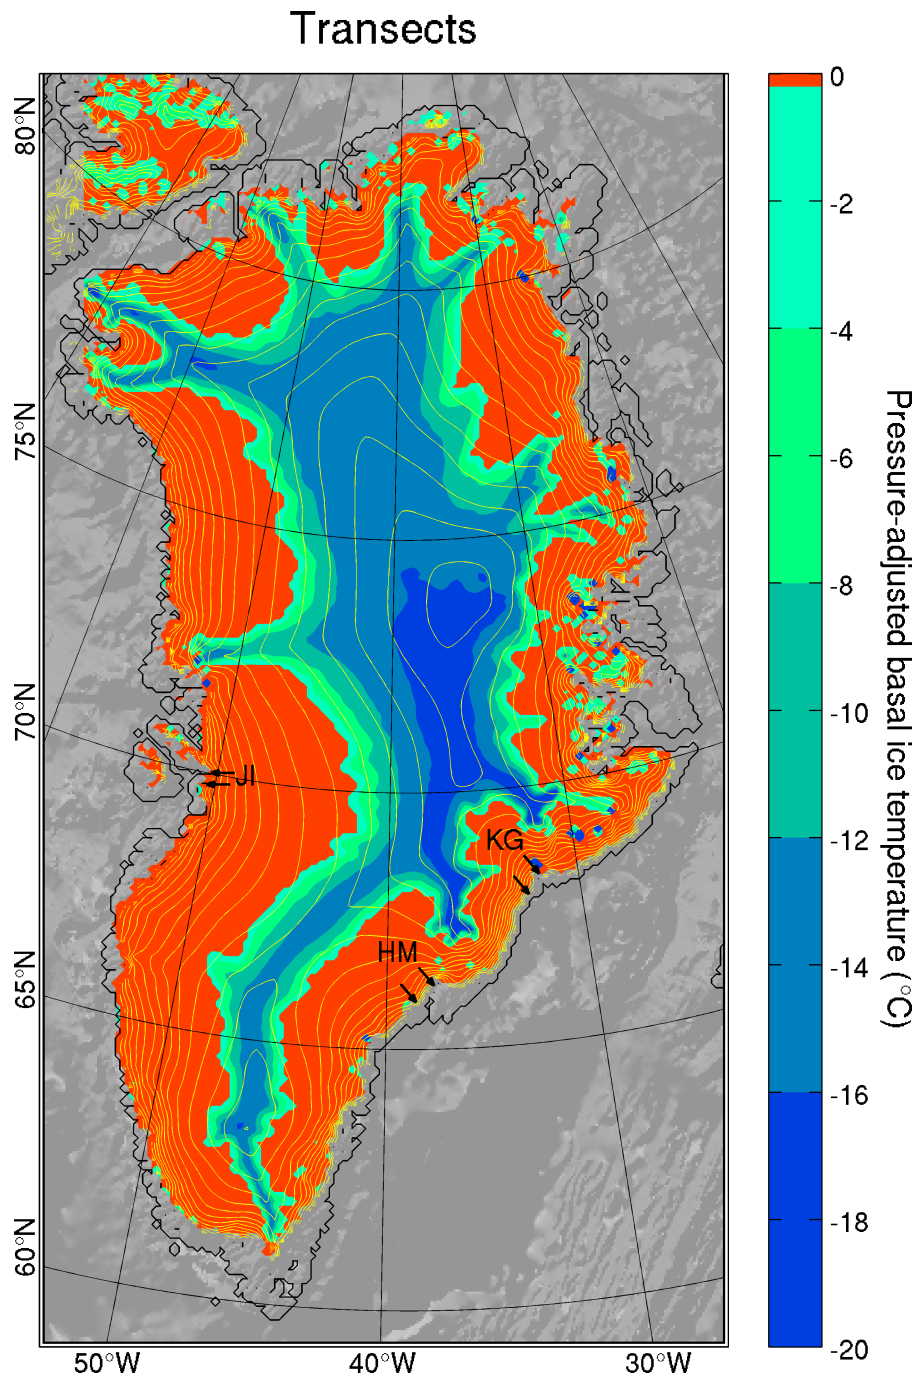 Transects
80°N
75°N
70°N
65°N
60°N
50°W
40°W
30°W
JI
KG
HM
0
-2
-4
-6
-8
-10
-12
-14
-16
-18
-20
Pressure-adjusted basal ice temperature (°C)